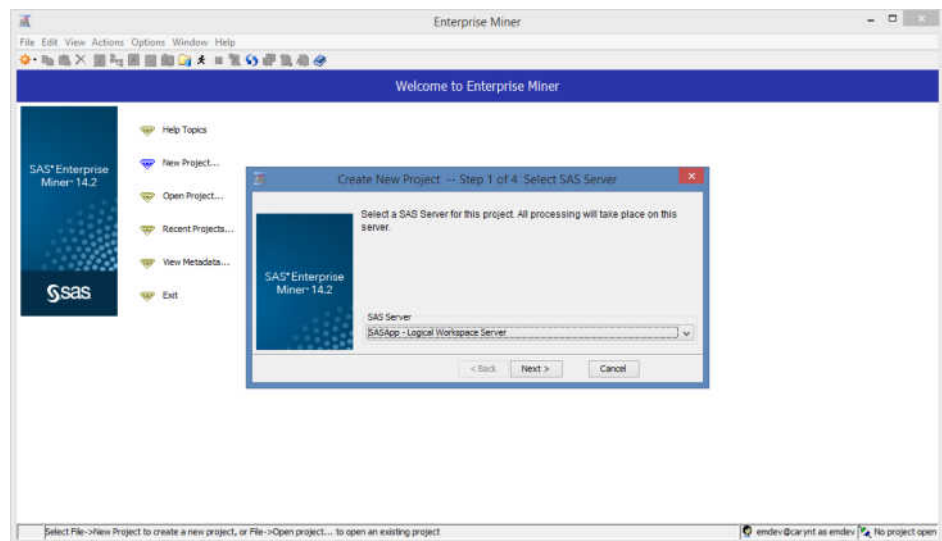 Enterprise Miner
File Edit View Actions Options Window Help
Welcome to Enterprise Miner
SAS® Enterprise
Miner™ 14.2
sas
Help Topics
New Project...
Open Project...
Recent Projects...
View Metadata...
Exit
Create New Project -- Step 1 of 4 Select SAS Server
Select a SAS Server for this project. All processing will take place on this
server.
SAS® Enterprise
Miner™ 14.2
SAS Server
SASApp - Logical Workspace Server
< Back
Next >
Cancel
Select File->New Project to create a new project, or File->Open project... to open an existing project
emdev@carynt as emdev
No project open